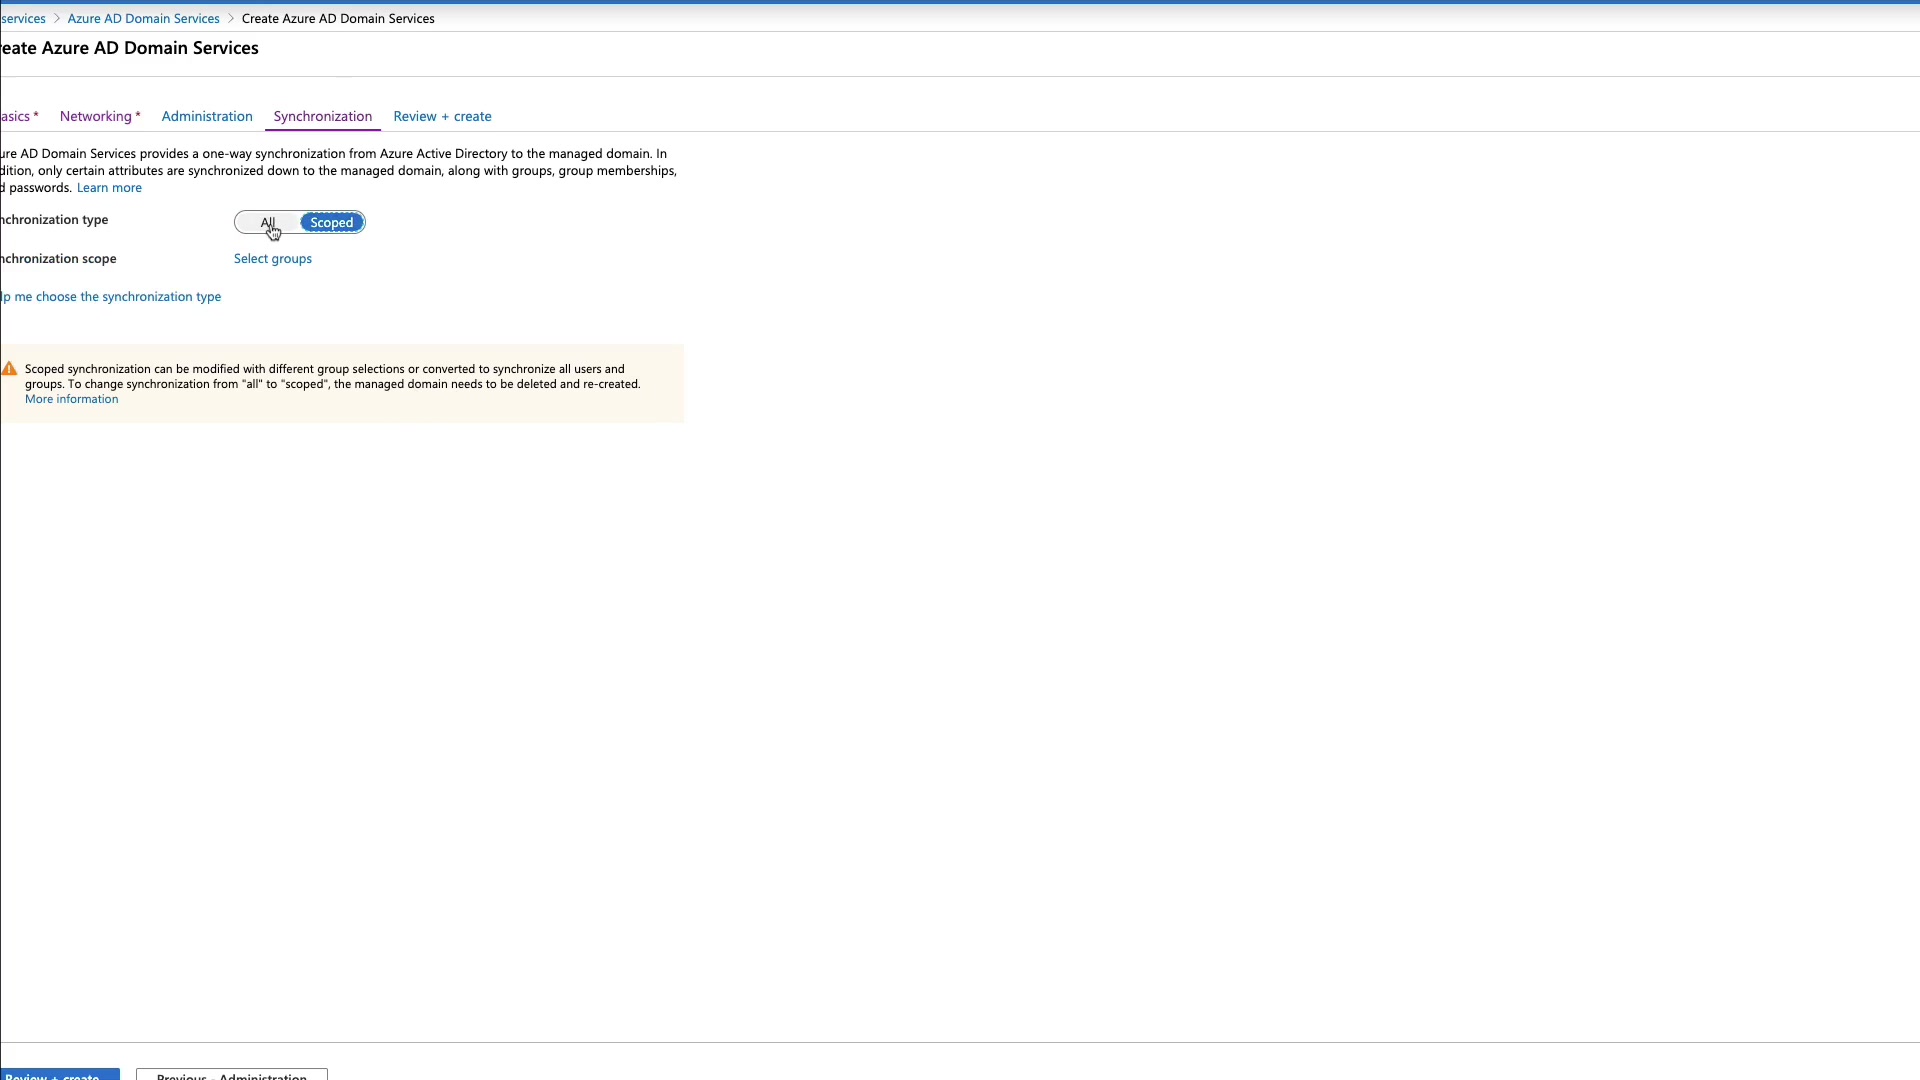 services > Azure AD Domain Services > Create Azure AD Domain Services
reate Azure AD Domain Services
asics * Networking * Administration Synchronization Review + create
ure AD Domain Services provides a one-way synchronization from Azure Active Directory to the managed domain. In
dition, only certain attributes are synchronized down to the managed domain, along with groups, group memberships,
d passwords. Learn more
nchronization type All Scoped
nchronization scope Select groups
lp me choose the synchronization type
Scoped synchronization can be modified with different group selections or converted to synchronize all users and
groups. To change synchronization from "all" to "scoped", the managed domain needs to be deleted and re-created.
More information
Review + create Previous - Administration